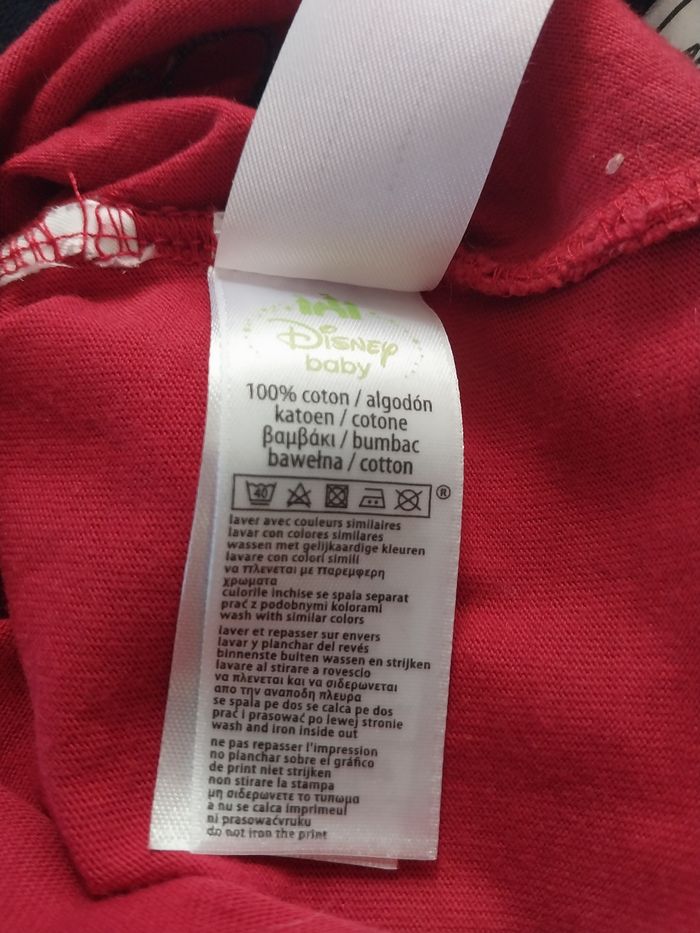 Disney
baby
100% coton / algodón
katoen / cotone
βαμβάκι / bumbac
bawełna / cotton
40
®
laver avec couleurs similaires
lavar con colores similares
wassen met gelijkaardige kleuren
lavare con colori simili
να πλένεται με παρεμφερη
χρωματα
culorile inchise se spala separat
prać z podobnymi kolorami
wash with similar colors
laver et repasser sur envers
lavar y planchar del revés
binnenste buiten wassen en strijken
lavare al stirare a rovescio
να πλενεται και να σιδερωνεται
απο την αναποδη πλευρα
se spala pe dos se calca pe dos
prać i prasować po lewej stronie
wash and iron inside out
ne pas repasser l'impression
no planchar sobre el gráfico
de print niet strijken
non stirare la stampa
μη σιδερωνετε το τυπωμα
a nu se calca imprimeul
ni prasowaćvruku
do not iron the print